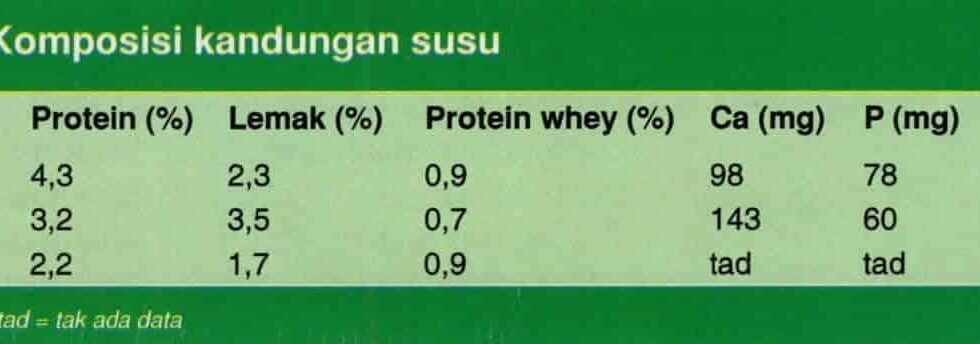 Komposisi kandungan susu
Protein (%) Lemak (%) Protein whey (%) Ca (mg) P (mg)
4,3 2,3 0,9 98 78
3,2 3,5 0,7 143 60
2,2 1,7 0,9 tad tad
tad = tak ada data